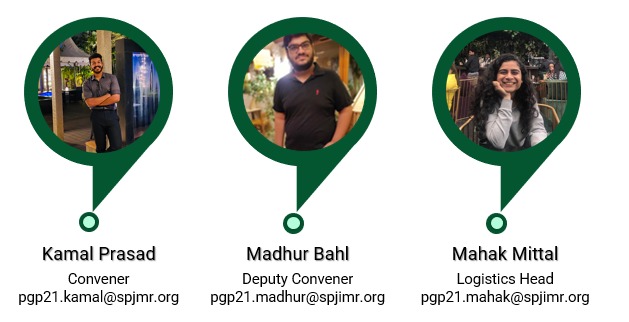 Kamal Prasad
Convener
pgp21.kamal@spjmr.org
Madhur Bahl
Deputy Convener
pgp21.madhur@spjimr.org
Mahak Mittal
Logistics Head
pgp21.mahak@spjimr.org